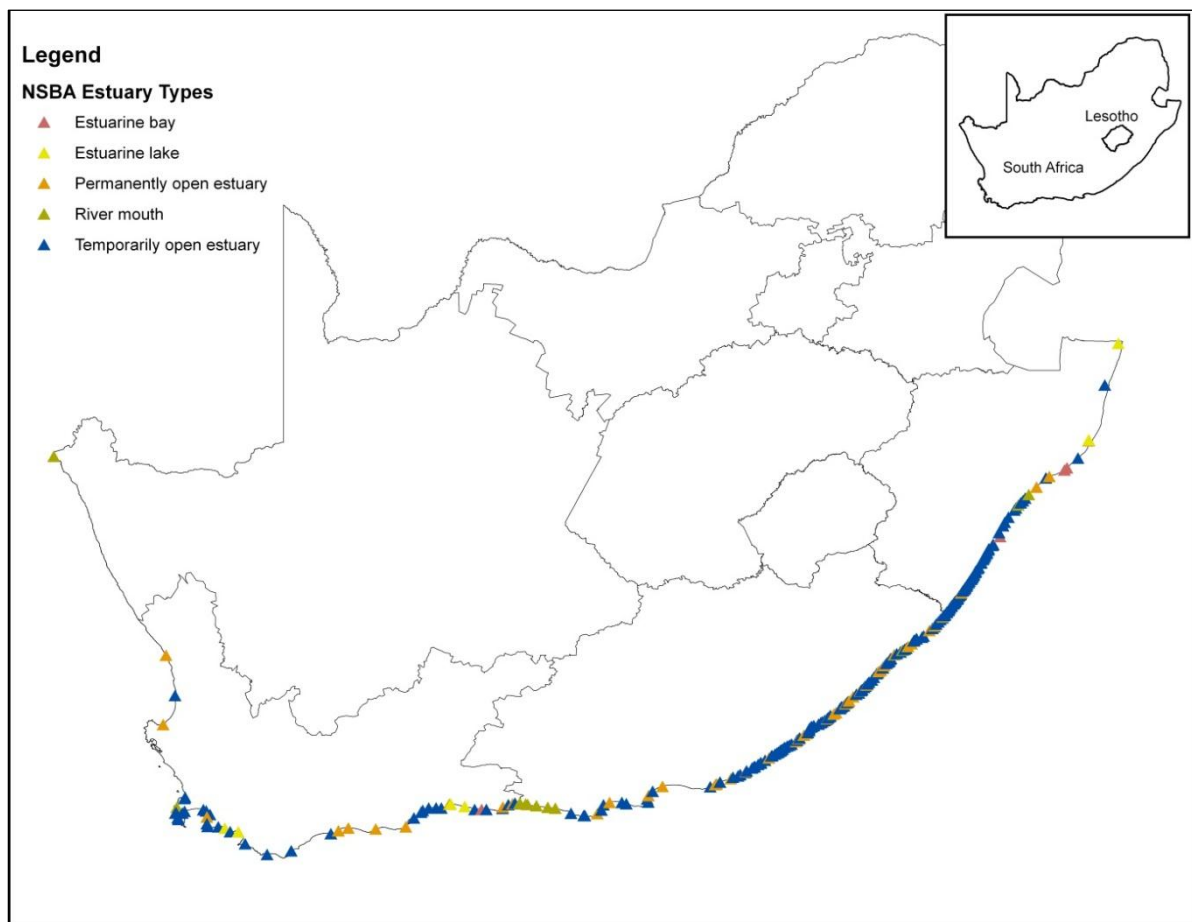 Legend
NSBA Estuary Types
Estuarine bay
Estuarine lake
Permanently open estuary
River mouth
Temporarily open estuary
Lesotho
South Africa